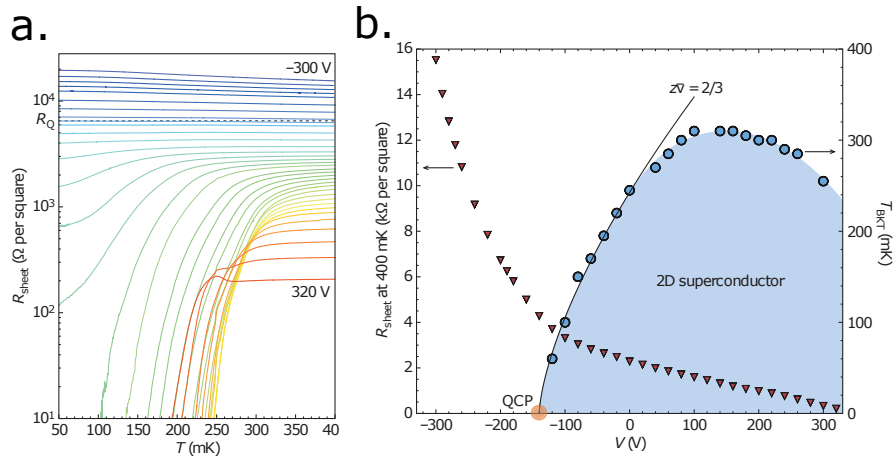 a.
–300 V
R_Q
320 V
10⁴
10³
10²
10¹
R_sheet (Ω per square)
50 100 150 200 250 300 350 40
T (mK)
b.
16
14
12
10
8
6
4
2
0
R_sheet at 400 mK (kΩ per square)
zν̄ = 2/3
2D superconductor
QCP
400
300
200
100
0
T_BKT (mK)
–300 –200 –100 0 100 200 300
V (V)